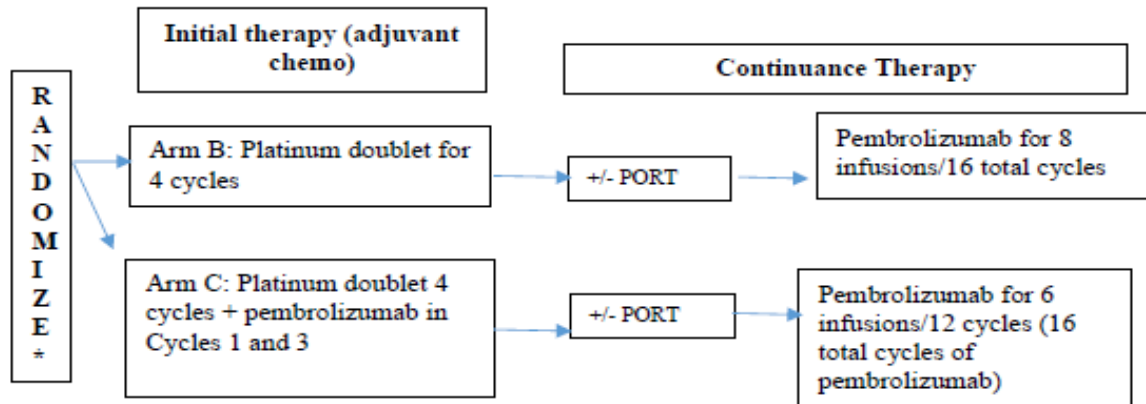 Initial therapy (adjuvant
chemo)
Continuance Therapy
R
A
N
D
O
M
I
Z
E
*
Arm B: Platinum doublet for
4 cycles
+/- PORT
Pembrolizumab for 8
infusions/16 total cycles
Arm C: Platinum doublet 4
cycles + pembrolizumab in
Cycles 1 and 3
+/- PORT
Pembrolizumab for 6
infusions/12 cycles (16
total cycles of
pembrolizumab)